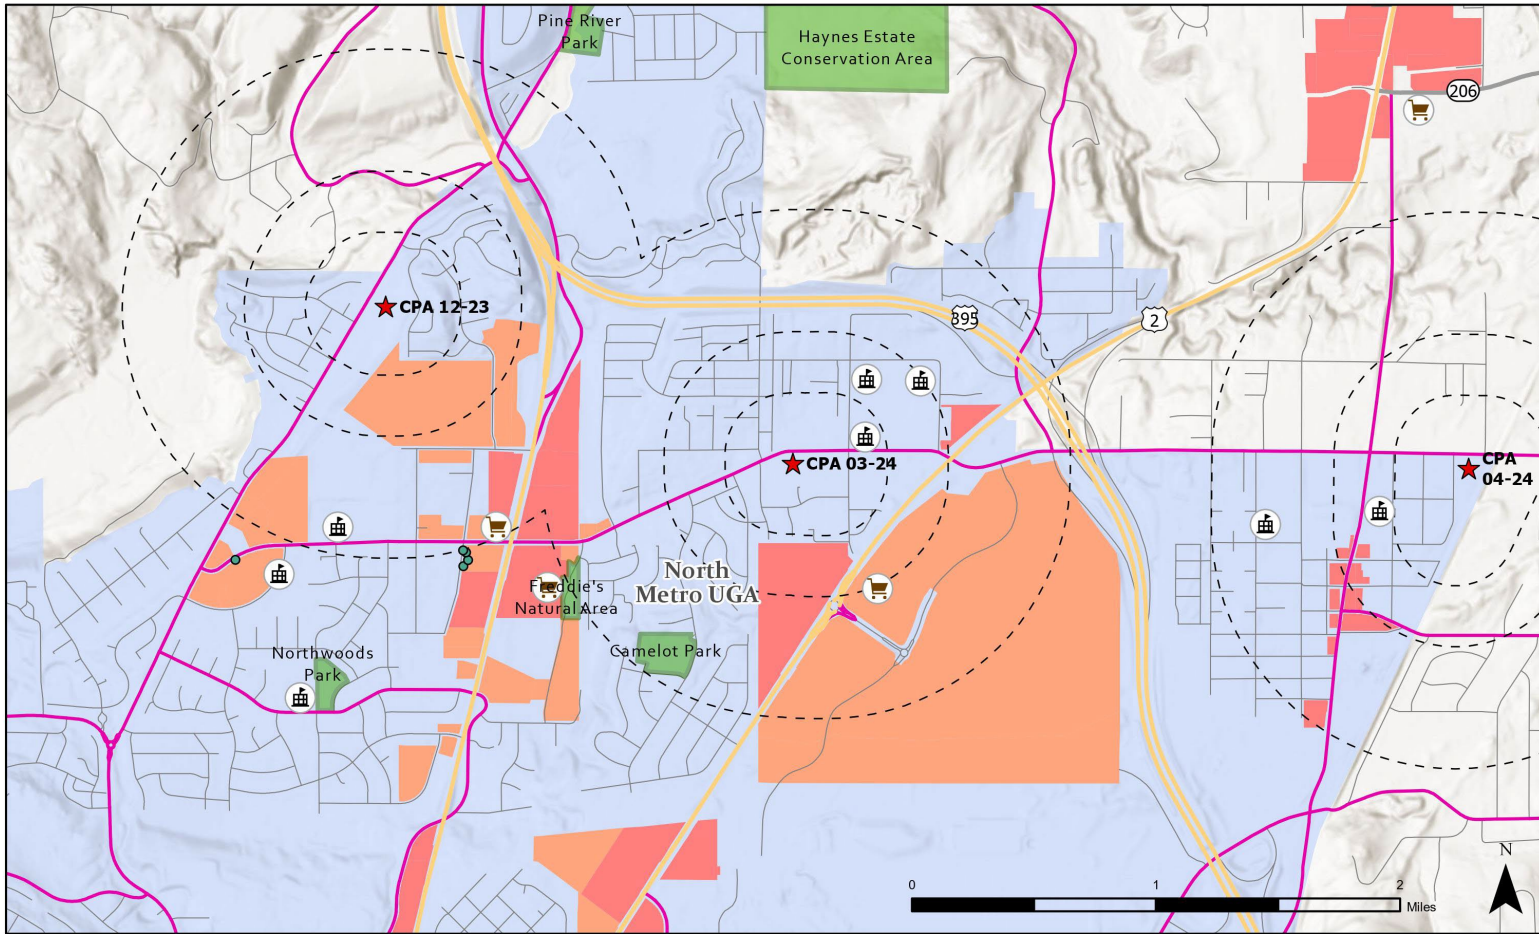 Pine River
Park
Haynes Estate
Conservation Area
206
CPA 12-23
395
2
CPA 03-24
CPA
04-24
North
Metro UGA
Freddie's
Natural Area
Northwoods
Park
Camelot Park
N
0
1
2
Miles